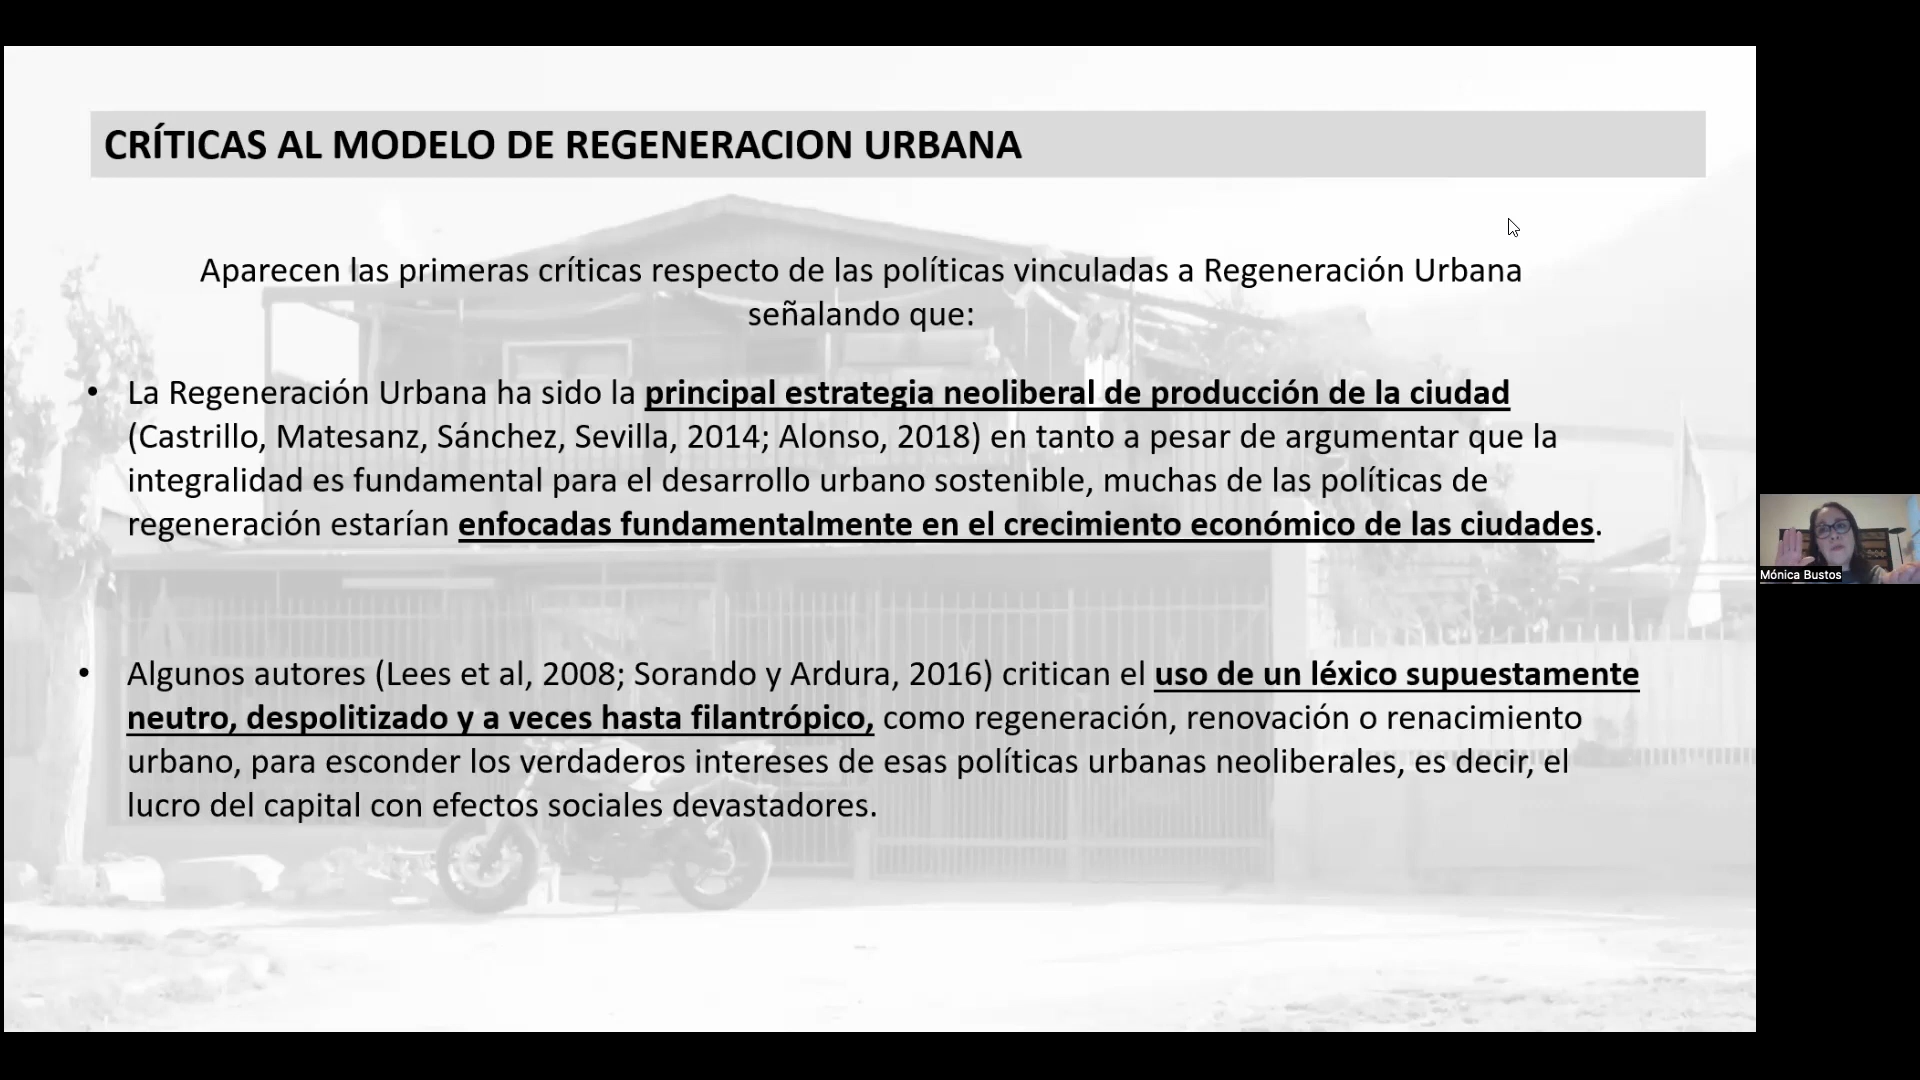 CRÍTICAS AL MODELO DE REGENERACION URBANA
Aparecen las primeras críticas respecto de las políticas vinculadas a Regeneración Urbana
señalando que:
• La Regeneración Urbana ha sido la principal estrategia neoliberal de producción de la ciudad
(Castrillo, Matesanz, Sánchez, Sevilla, 2014; Alonso, 2018) en tanto a pesar de argumentar que la
integralidad es fundamental para el desarrollo urbano sostenible, muchas de las políticas de
regeneración estarían enfocadas fundamentalmente en el crecimiento económico de las ciudades.
• Algunos autores (Lees et al, 2008; Sorando y Ardura, 2016) critican el uso de un léxico supuestamente
neutro, despolitizado y a veces hasta filantrópico, como regeneración, renovación o renacimiento
urbano, para esconder los verdaderos intereses de esas políticas urbanas neoliberales, es decir, el
lucro del capital con efectos sociales devastadores.
Mónica Bustos